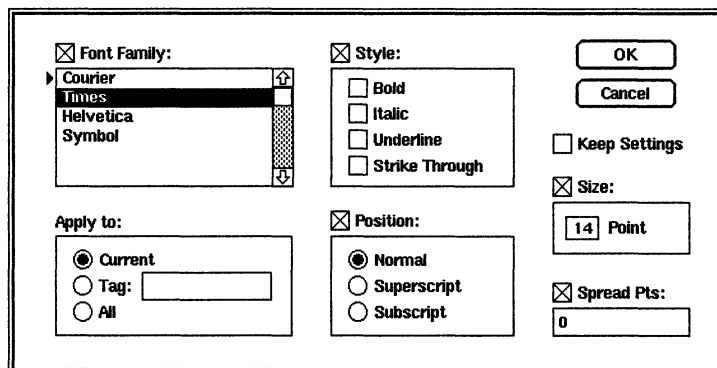 Font Family:
Courier
Times
Helvetica
Symbol
Style:
Bold
Italic
Underline
Strike Through
OK
Cancel
Keep Settings
Size:
14 Point
Apply to:
Current
Tag:
All
Position:
Normal
Superscript
Subscript
Spread Pts:
0